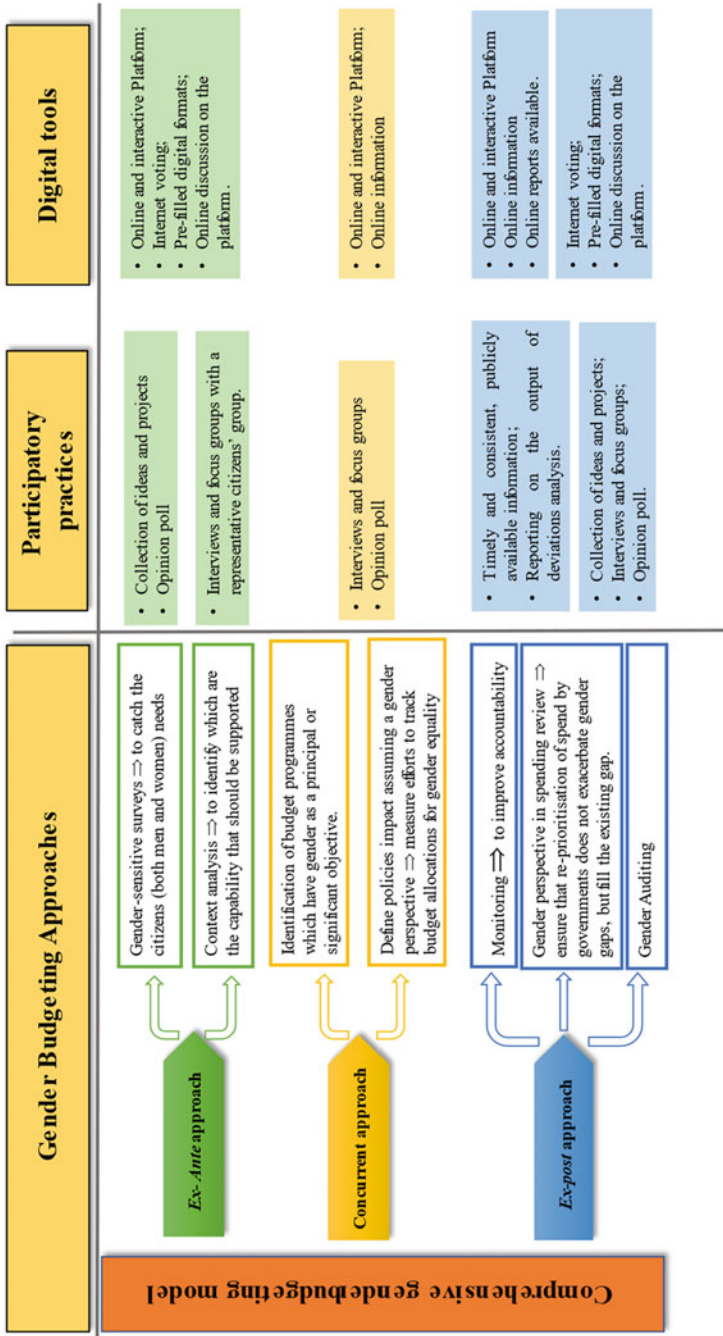 Gender Budgeting Approaches
Participatory
practices
Digital tools
Comprehensive genderbudgeting model
Ex-Ante approach
Gender-sensitive surveys ⇒ to catch the
citizens (both men and women) needs
Context analysis ⇒ to identify which are
the capability that should be supported
• Collection of ideas and projects
• Opinion poll
• Interviews and focus groups with a
representative citizens' group.
• Online and interactive Platform;
• Internet voting;
• Pre-filled digital formats;
• Online discussion on the
platform.
Concurrent approach
Identification of budget programmes
which have gender as a principal or
significant objective.
Define policies impact assuming a gender
perspective ⇒ measure efforts to track
budget allocations for gender equality
• Interviews and focus groups
• Opinion poll
• Online and interactive Platform;
• Online information
Ex-post approach
Monitoring ⇒ to improve accountability
Gender perspective in spending review ⇒
ensure that re-prioritisation of spend by
governments does not exacerbate gender
gaps, but fill the existing gap.
Gender Auditing
• Timely and consistent, publicly
available information;
• Reporting on the output of
deviations analysis.
• Collection of ideas and projects;
• Interviews and focus groups;
• Opinion poll.
• Online and interactive Platform
• Online information
• Online reports available.
• Internet voting;
• Pre-filled digital formats;
• Online discussion on the
platform.